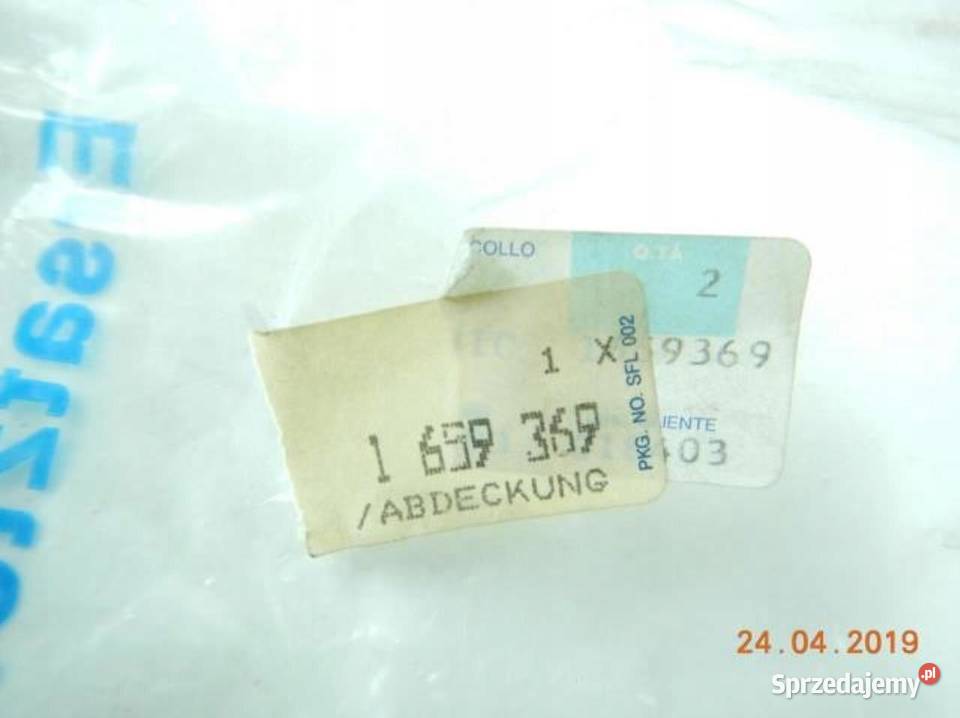 COLLO
Q.TÀ
2
9369
IENTE
403
1 X
1 659 369
/ABDECKUNG
PKG. NO. SFL 002
24.04.2019
Sprzedajemy.pl